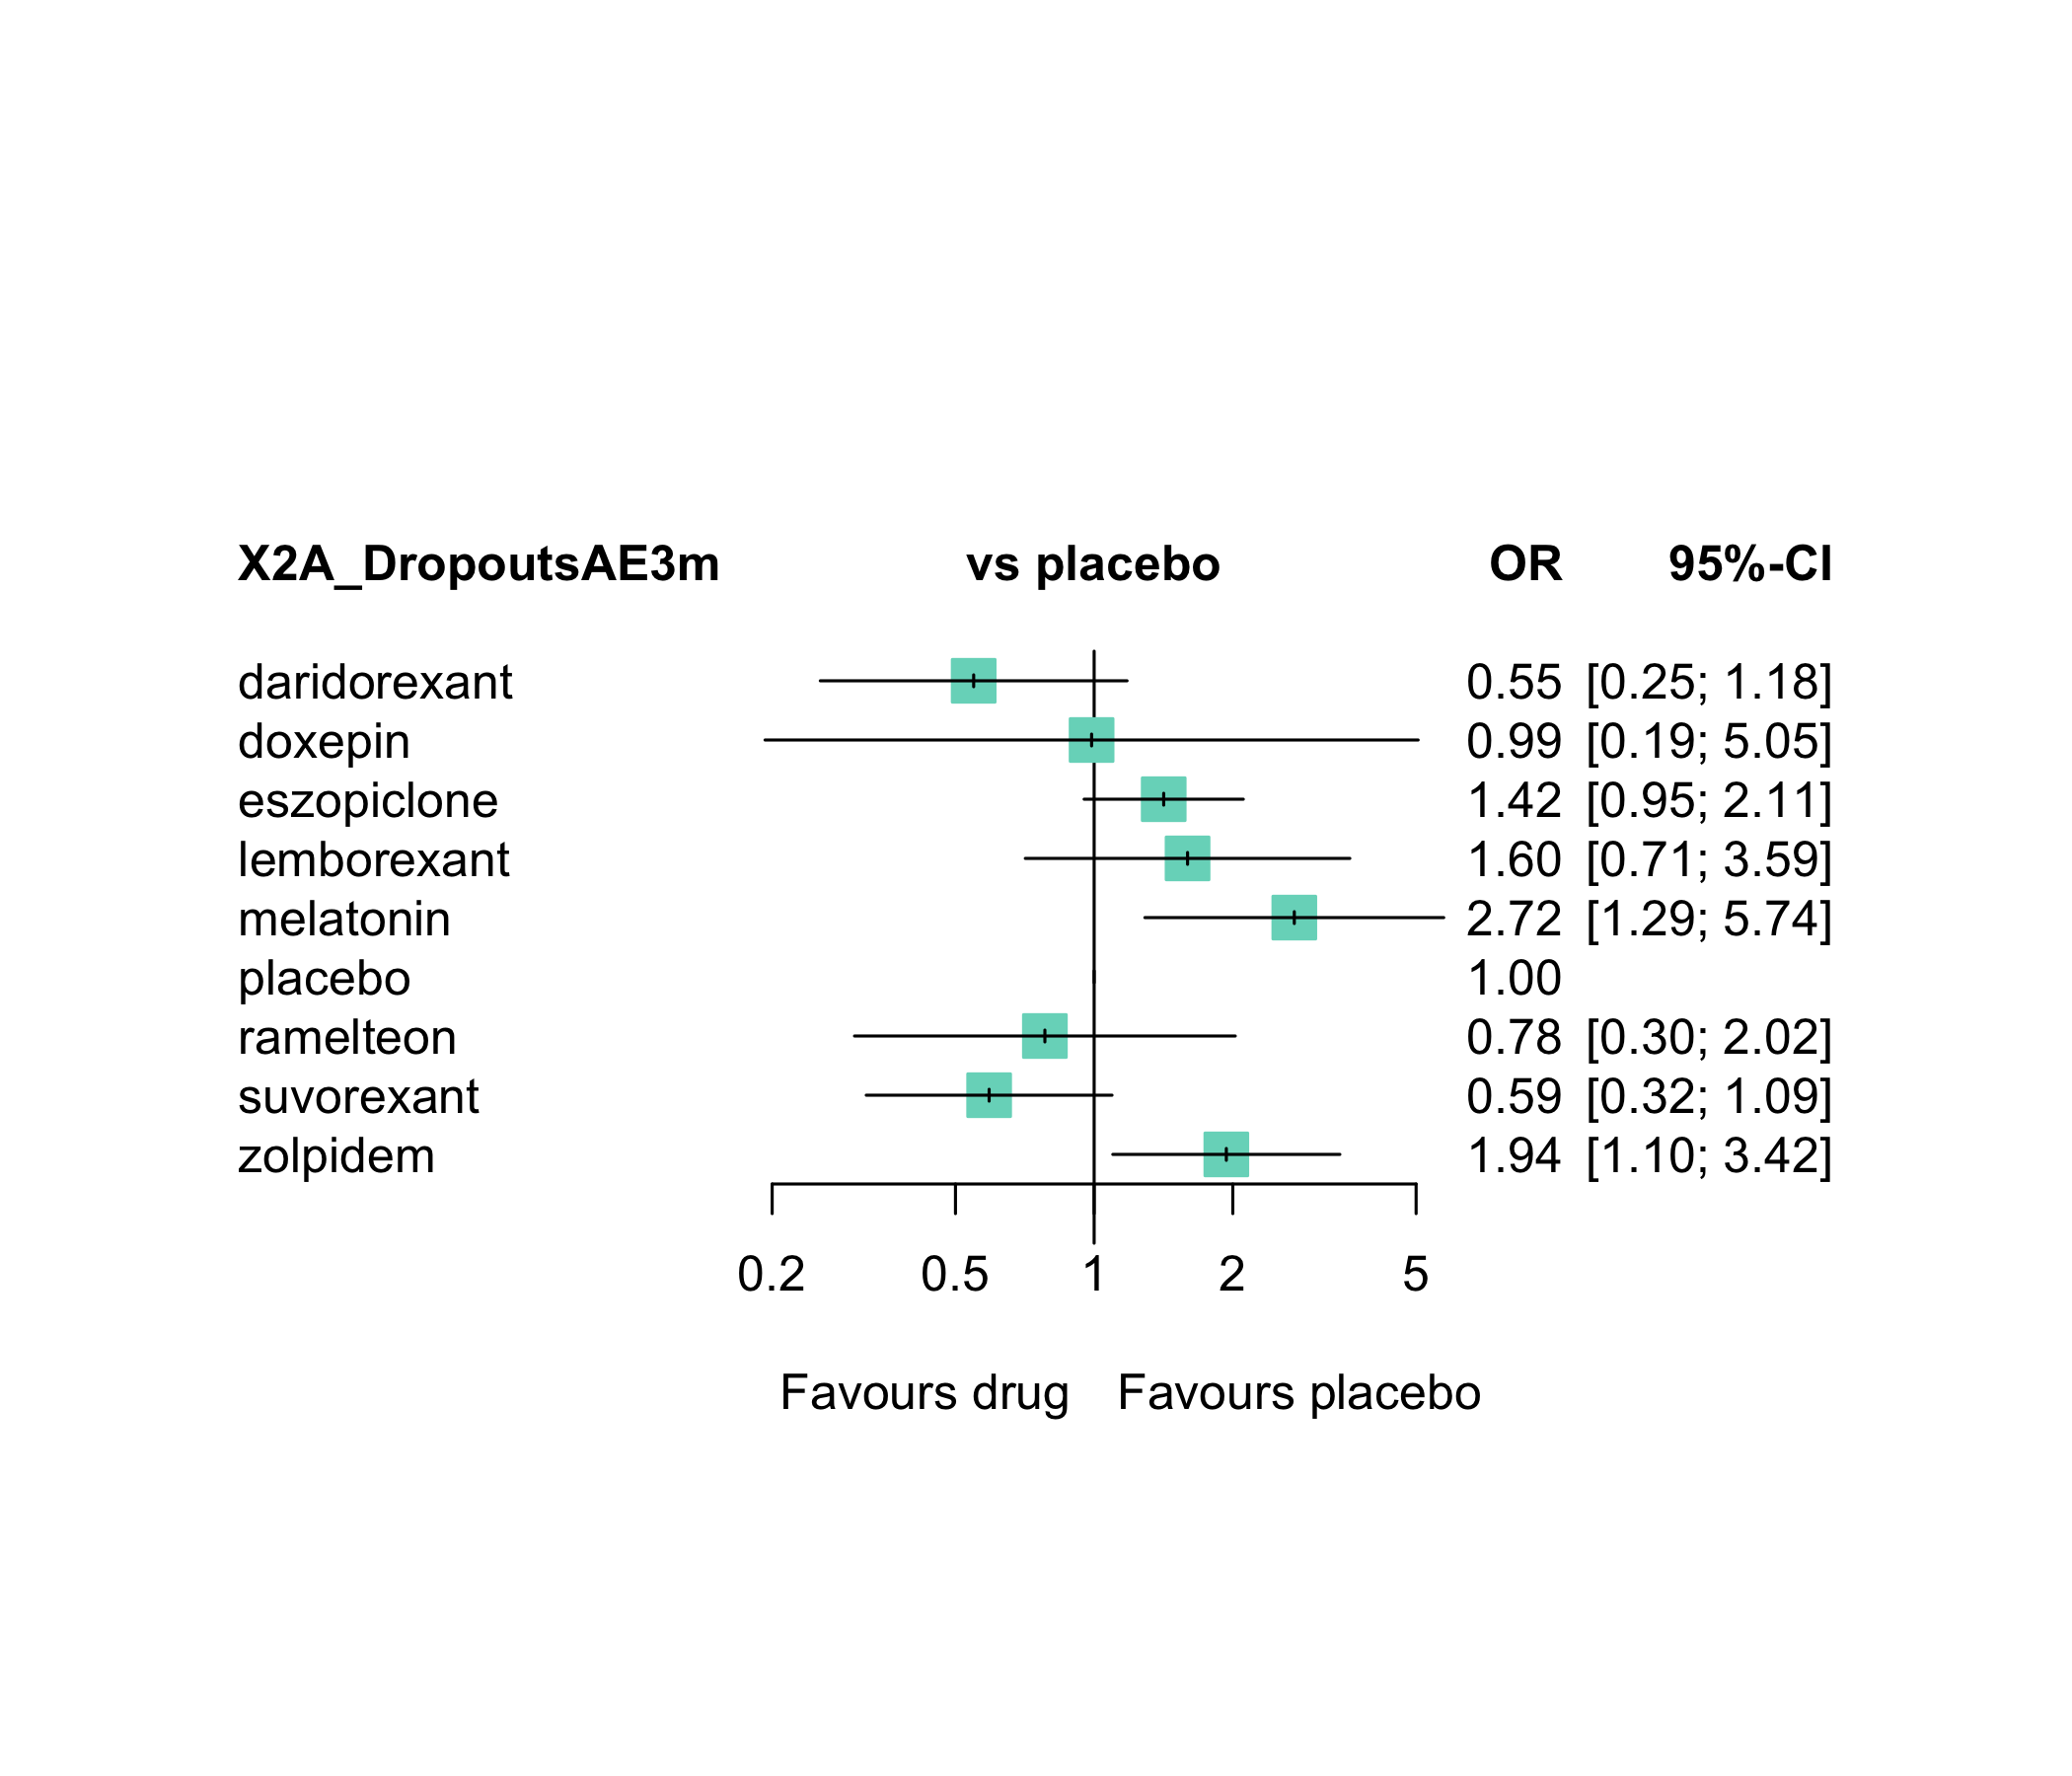 X2A_DropoutsAE3m vs placebo OR 95%-CI
daridorexant 0.55 [0.25; 1.18]
doxepin 0.99 [0.19; 5.05]
eszopiclone 1.42 [0.95; 2.11]
lemborexant 1.60 [0.71; 3.59]
melatonin 2.72 [1.29; 5.74]
placebo 1.00
ramelteon 0.78 [0.30; 2.02]
suvorexant 0.59 [0.32; 1.09]
zolpidem 1.94 [1.10; 3.42]
0.2 0.5 1 2 5
Favours drug Favours placebo